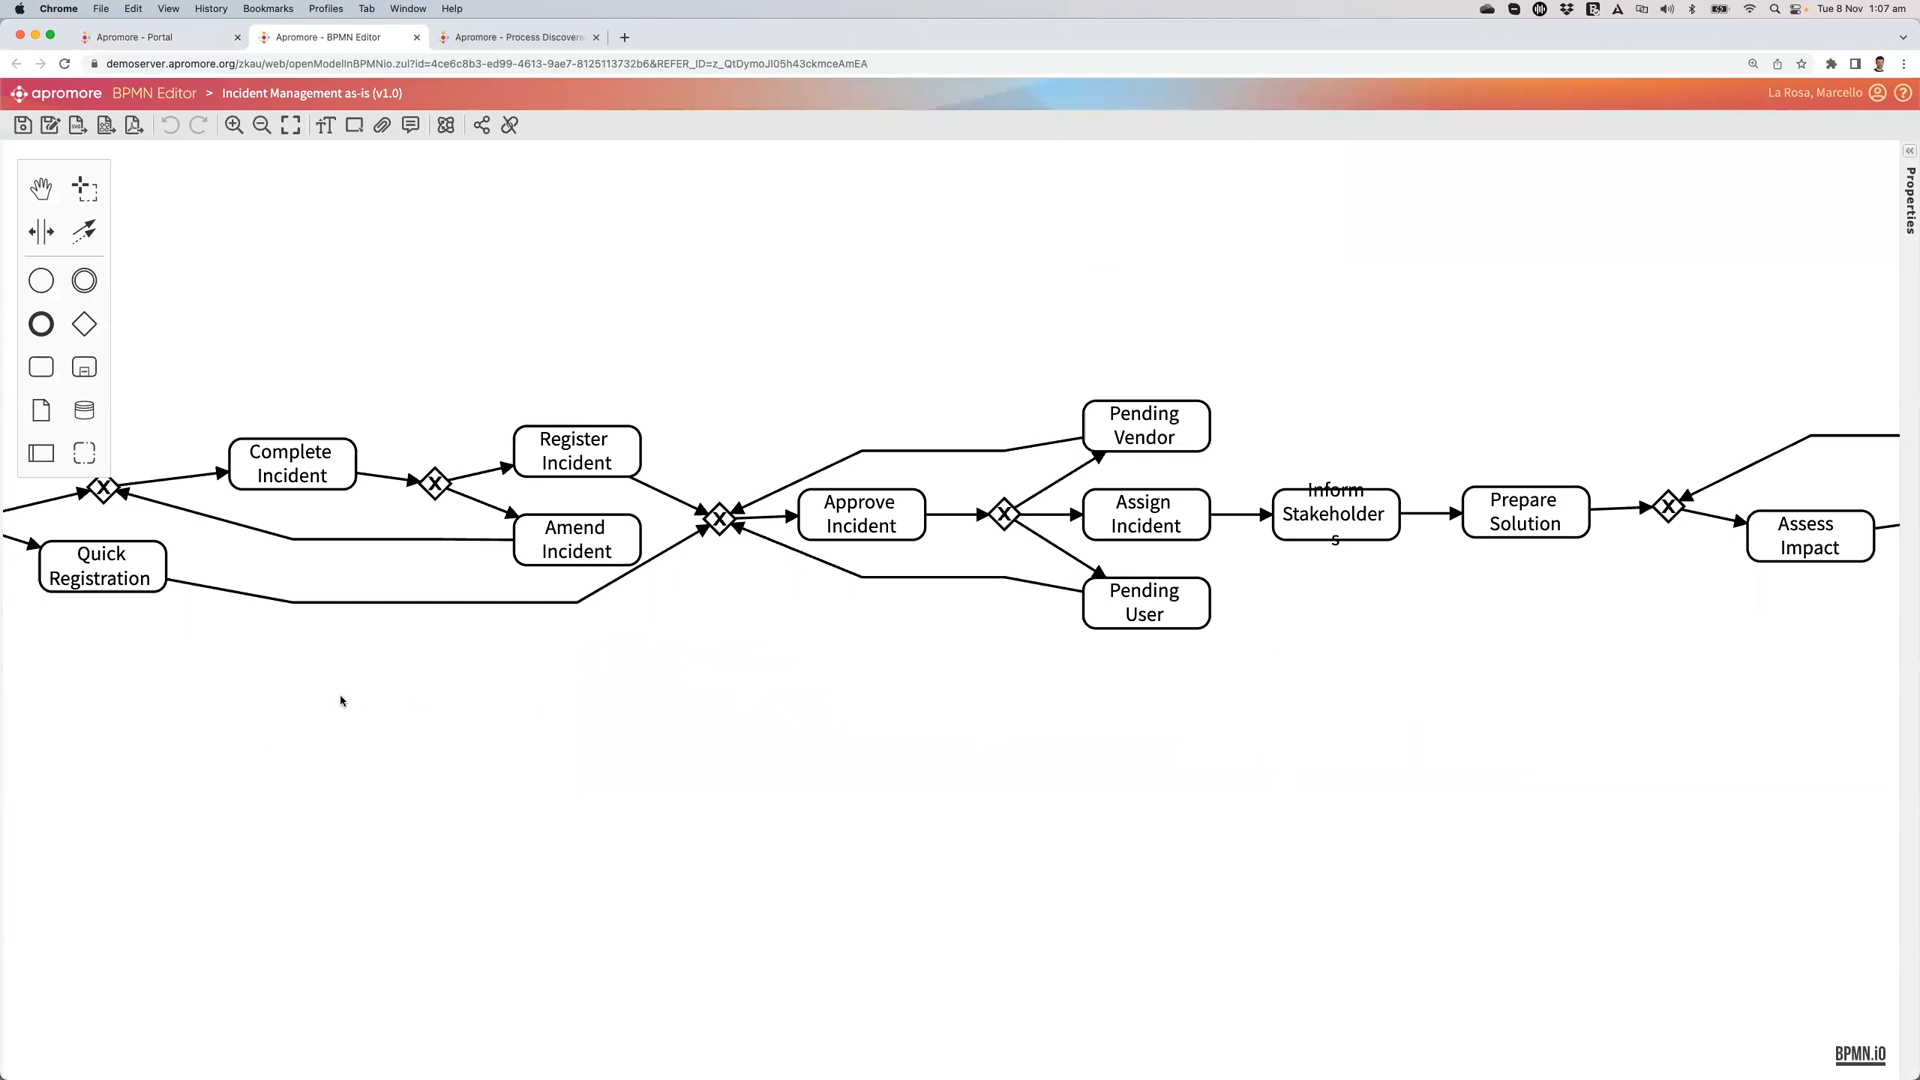 Chrome File Edit View History Bookmarks Profiles Tab Window Help Tue 8 Nov 1:07 am
Apromore - Portal Apromore - BPMN Editor Apromore - Process Discovere
demoserver.apromore.org/zkau/web/openModelInBPMNio.zul?id=4ce6c8b3-ed99-4613-9ae7-8125113732b6&REFER_ID=z_QtDymoJl05h43ckmceAmEA
apromore BPMN Editor > Incident Management as-is (v1.0) La Rosa, Marcello
Properties
Complete
Incident
Quick
Registration
Register
Incident
Amend
Incident
Approve
Incident
Pending
Vendor
Assign
Incident
Pending
User
Inform
Stakeholder
s
Prepare
Solution
Assess
Impact
BPMN.iO